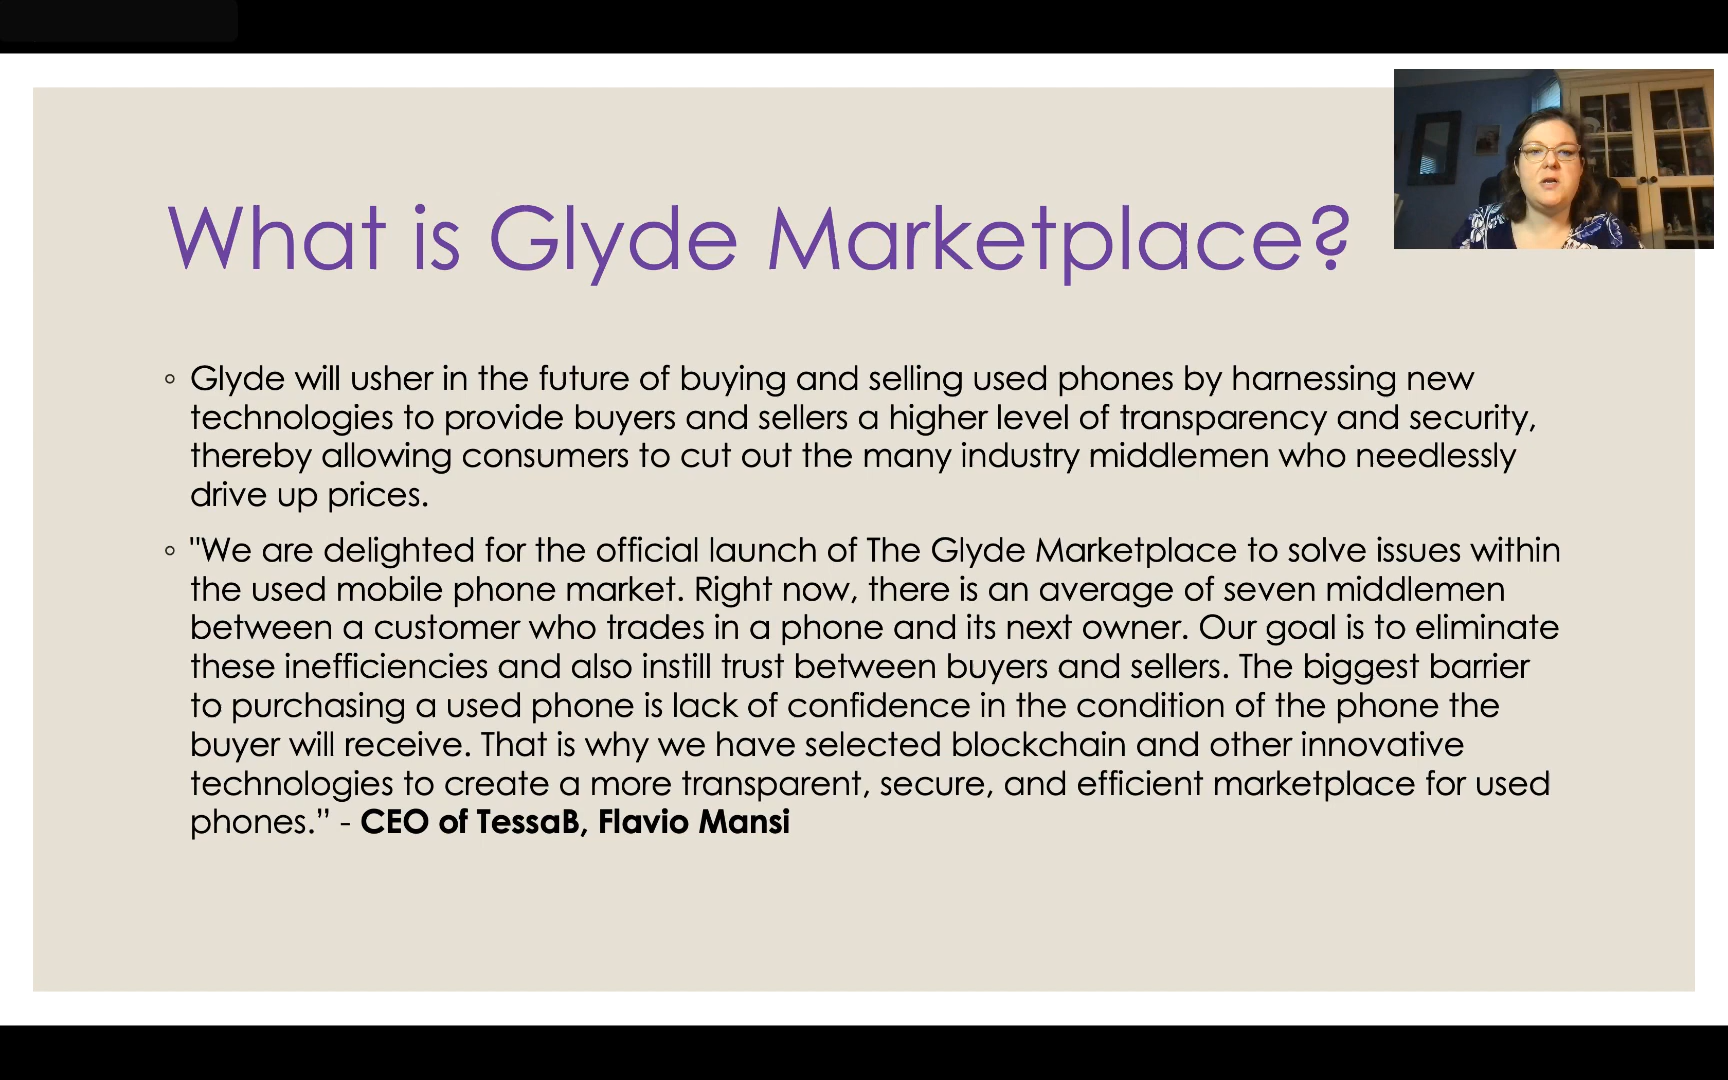 What is Glyde Marketplace?
◦ Glyde will usher in the future of buying and selling used phones by harnessing new
technologies to provide buyers and sellers a higher level of transparency and security,
thereby allowing consumers to cut out the many industry middlemen who needlessly
drive up prices.
◦ "We are delighted for the official launch of The Glyde Marketplace to solve issues within
the used mobile phone market. Right now, there is an average of seven middlemen
between a customer who trades in a phone and its next owner. Our goal is to eliminate
these inefficiencies and also instill trust between buyers and sellers. The biggest barrier
to purchasing a used phone is lack of confidence in the condition of the phone the
buyer will receive. That is why we have selected blockchain and other innovative
technologies to create a more transparent, secure, and efficient marketplace for used
phones.” - CEO of TessaB, Flavio Mansi